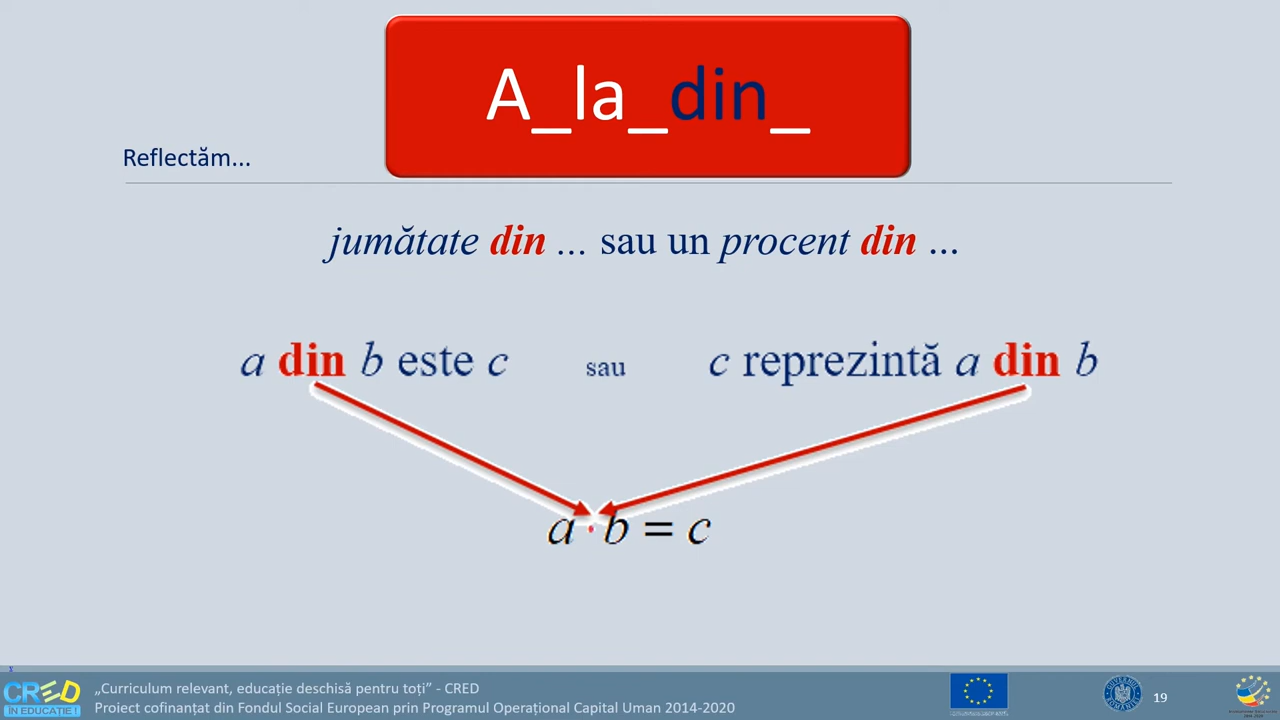 A_la_din_
Reflectăm...
jumătate din ... sau un procent din ...
a din b este c sau c reprezintă a din b
a · b = c
x
CRED
ÎN EDUCAȚIE !
„Curriculum relevant, educație deschisă pentru toți” - CRED
Proiect cofinanțat din Fondul Social European prin Programul Operațional Capital Uman 2014-2020
19